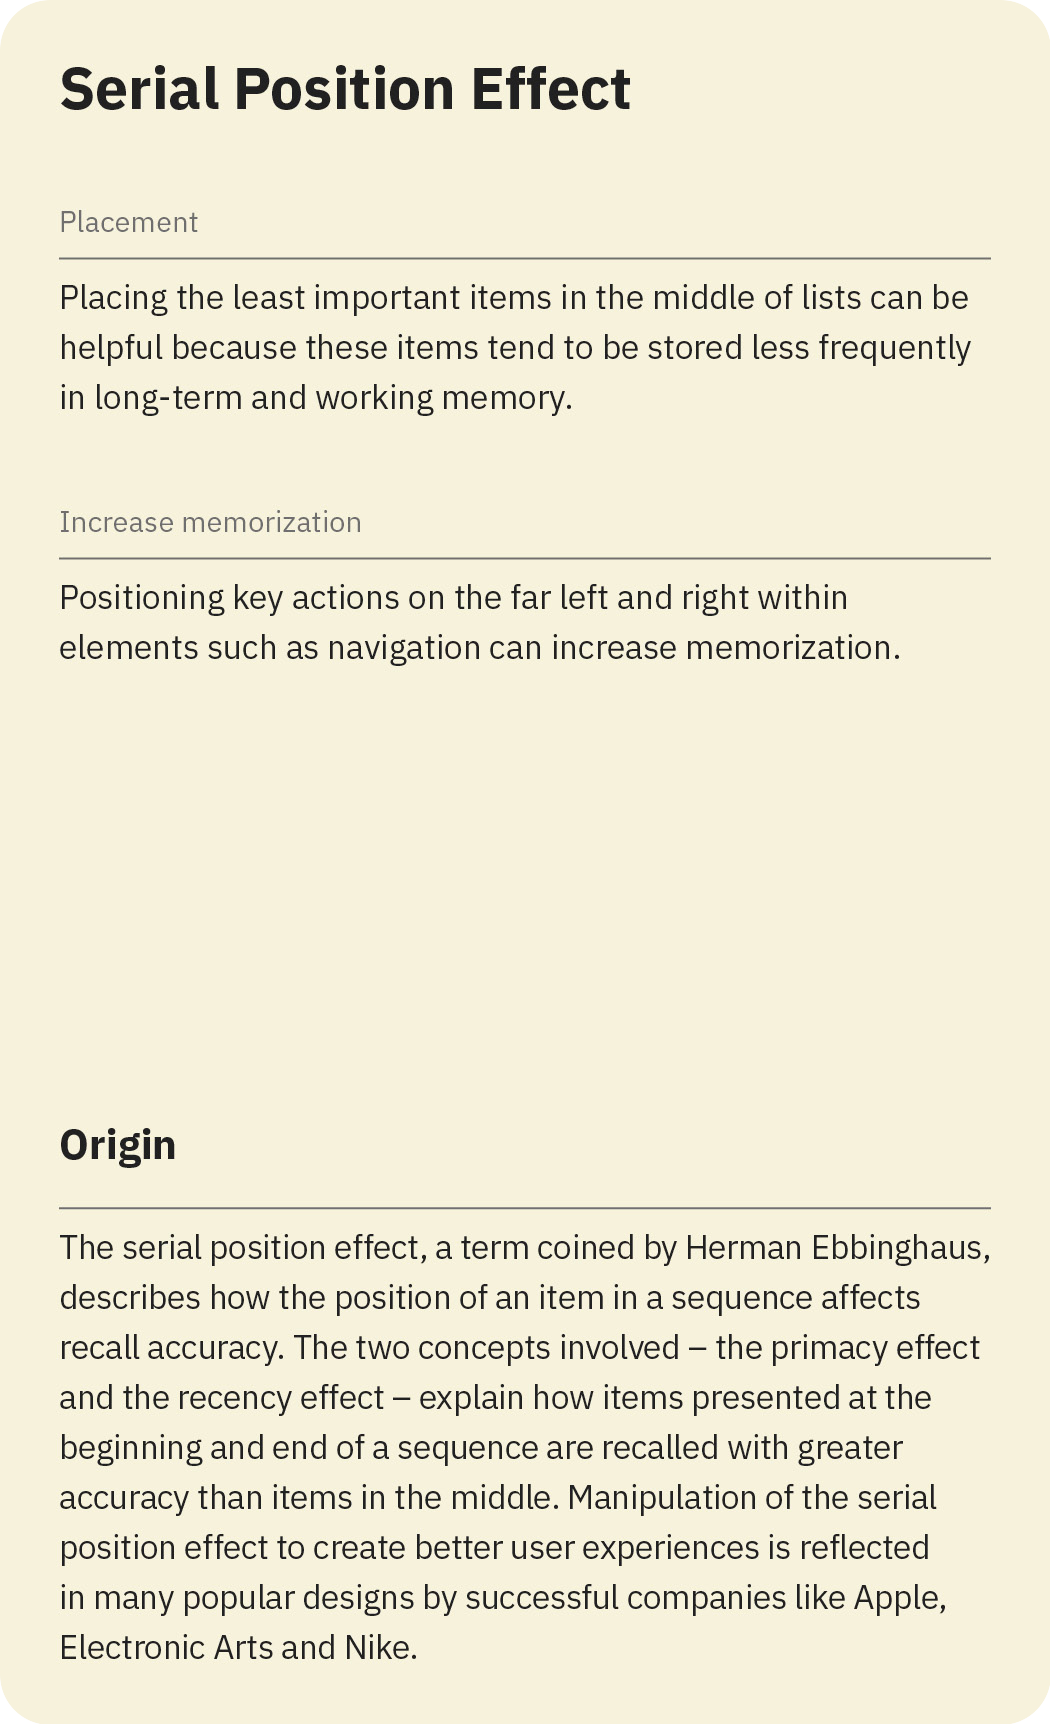 Serial Position Effect
Placement
Placing the least important items in the middle of lists can be
helpful because these items tend to be stored less frequently
in long-term and working memory.
Increase memorization
Positioning key actions on the far left and right within
elements such as navigation can increase memorization.
Origin
The serial position effect, a term coined by Herman Ebbinghaus,
describes how the position of an item in a sequence affects
recall accuracy. The two concepts involved – the primacy effect
and the recency effect – explain how items presented at the
beginning and end of a sequence are recalled with greater
accuracy than items in the middle. Manipulation of the serial
position effect to create better user experiences is reflected
in many popular designs by successful companies like Apple,
Electronic Arts and Nike.